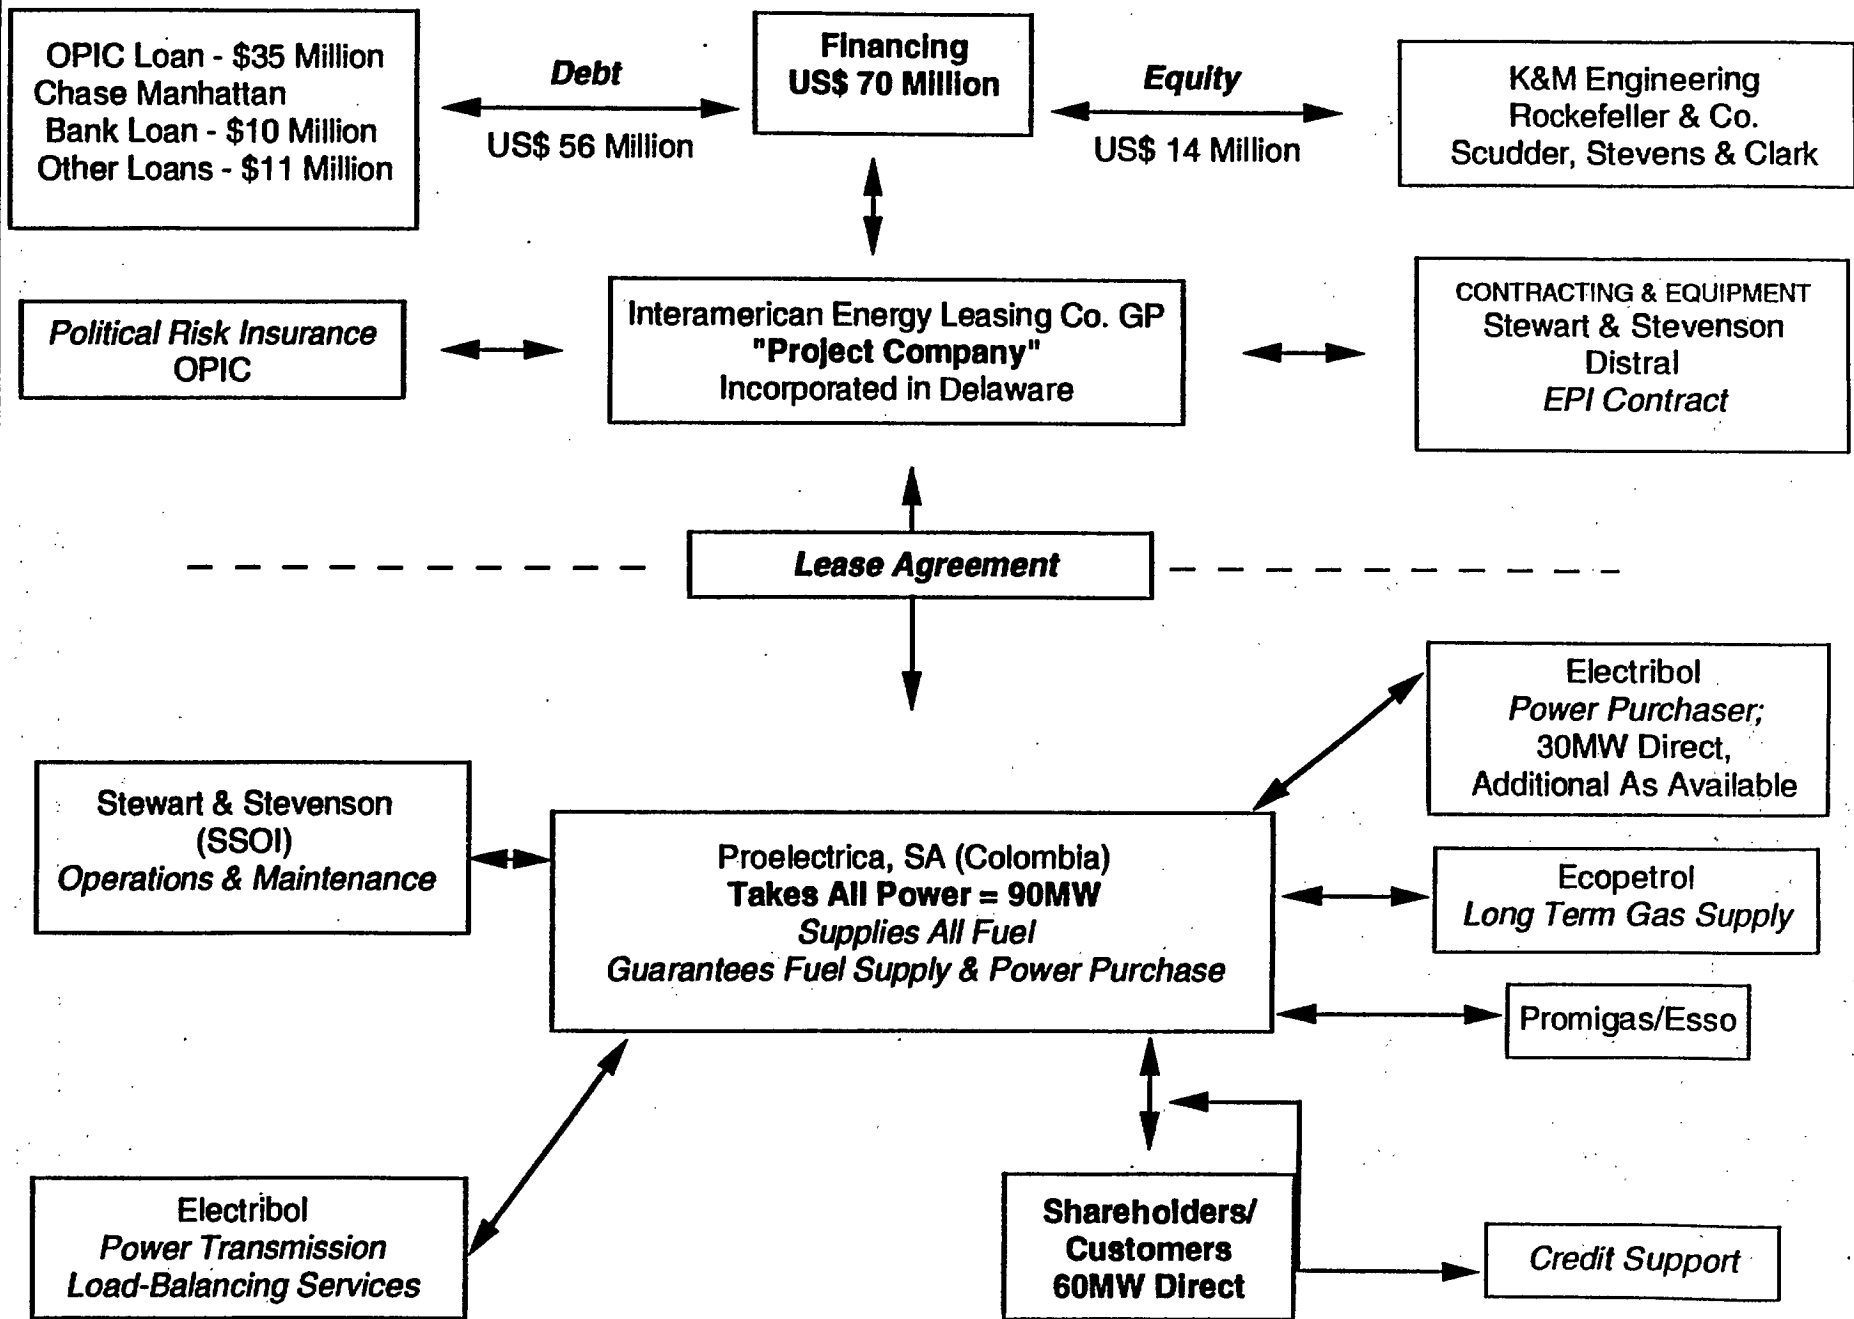 OPIC Loan - $35 Million
Chase Manhattan
Bank Loan - $10 Million
Other Loans - $11 Million
Debt
US$ 56 Million
Financing
US$ 70 Million
Equity
US$ 14 Million
K&M Engineering
Rockefeller & Co.
Scudder, Stevens & Clark
Political Risk Insurance
OPIC
Interamerican Energy Leasing Co. GP
"Project Company"
Incorporated in Delaware
CONTRACTING & EQUIPMENT
Stewart & Stevenson
Distral
EPI Contract
Lease Agreement
Electribol
Power Purchaser;
30MW Direct,
Additional As Available
Stewart & Stevenson
(SSOI)
Operations & Maintenance
Proelectrica, SA (Colombia)
Takes All Power = 90MW
Supplies All Fuel
Guarantees Fuel Supply & Power Purchase
Ecopetrol
Long Term Gas Supply
Promigas/Esso
Electribol
Power Transmission
Load-Balancing Services
Shareholders/
Customers
60MW Direct
Credit Support